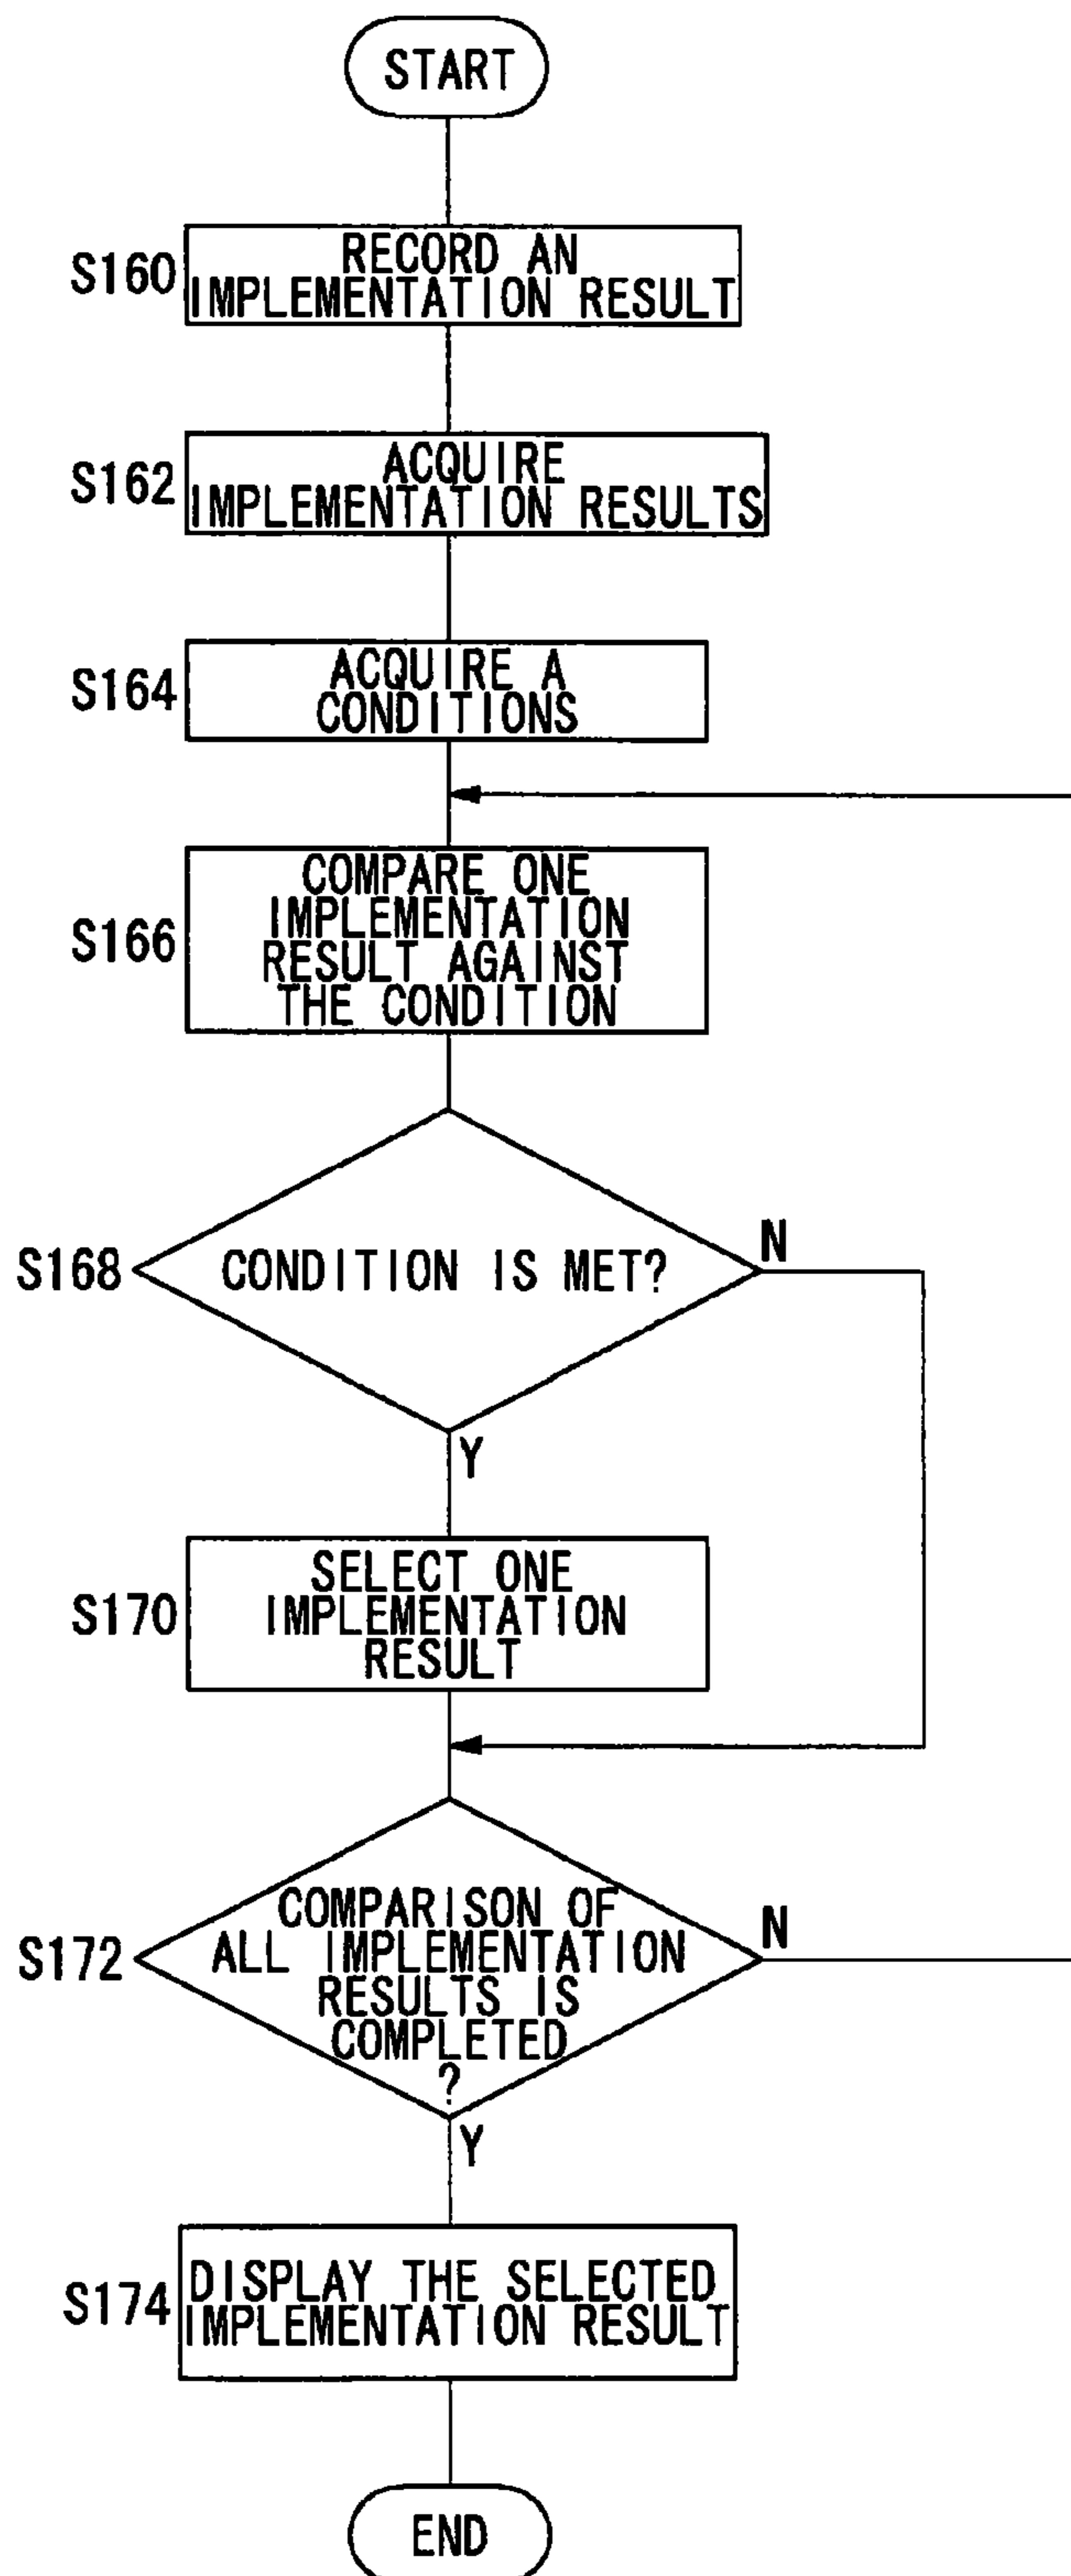 START
S160
RECORD AN
IMPLEMENTATION RESULT
S162
ACQUIRE
IMPLEMENTATION RESULTS
S164
ACQUIRE A
CONDITIONS
S166
COMPARE ONE
IMPLEMENTATION
RESULT AGAINST
THE CONDITION
S168
CONDITION IS MET?
N
Y
S170
SELECT ONE
IMPLEMENTATION
RESULT
S172
COMPARISON OF
ALL IMPLEMENTATION
RESULTS IS
COMPLETED
?
N
Y
S174
DISPLAY THE SELECTED
IMPLEMENTATION RESULT
END